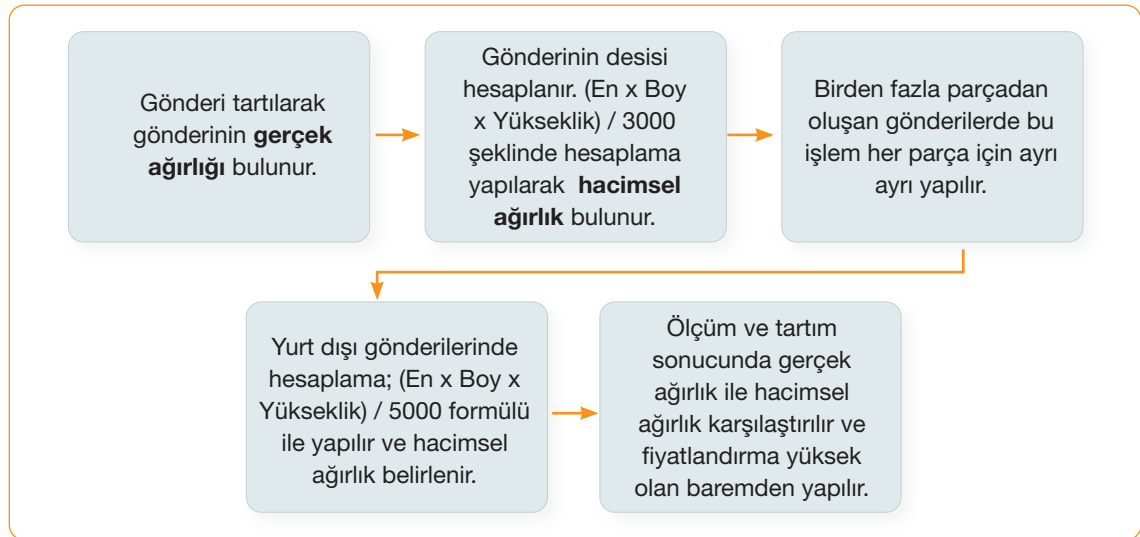 Gönderi tartılarak
gönderinin gerçek
ağırlığı bulunur.
Gönderinin desisi
hesaplanır. (En x Boy
x Yükseklik) / 3000
şeklinde hesaplama
yapılarak hacimsel
ağırlık bulunur.
Birden fazla parçadan
oluşan gönderilerde bu
işlem her parça için ayrı
ayrı yapılır.
Yurt dışı gönderilerinde
hesaplama; (En x Boy x
Yükseklik) / 5000 formülü
ile yapılır ve hacimsel
ağırlık belirlenir.
Ölçüm ve tartım
sonucunda gerçek
ağırlık ile hacimsel
ağırlık karşılaştırılır ve
fiyatlandırma yüksek
olan baremden yapılır.